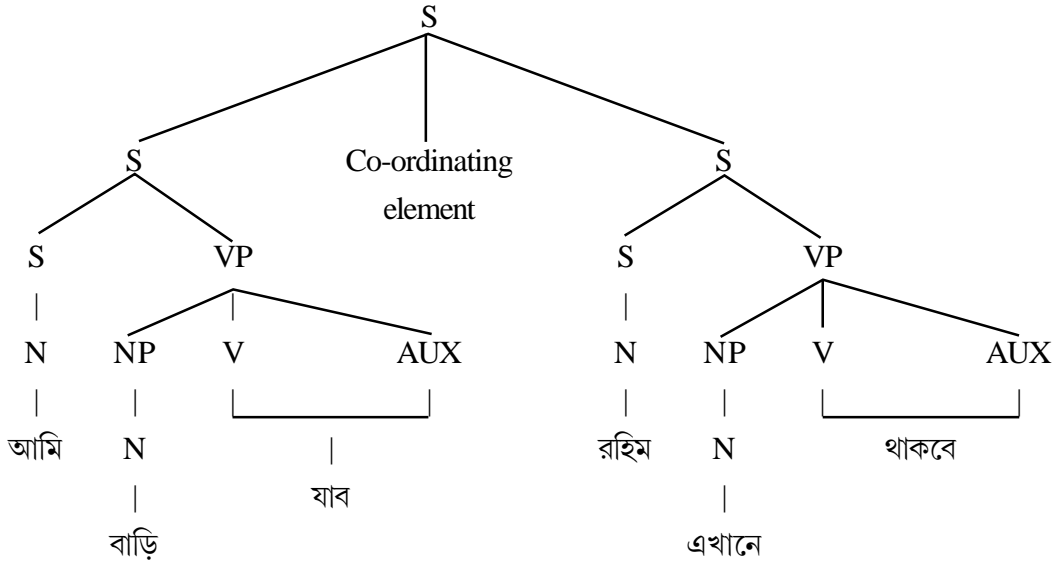 S
S Co-ordinating element S
S VP S VP
N NP V AUX N NP V AUX
আমি N রহিম N থাকবে
যাব
বাড়ি এখানে